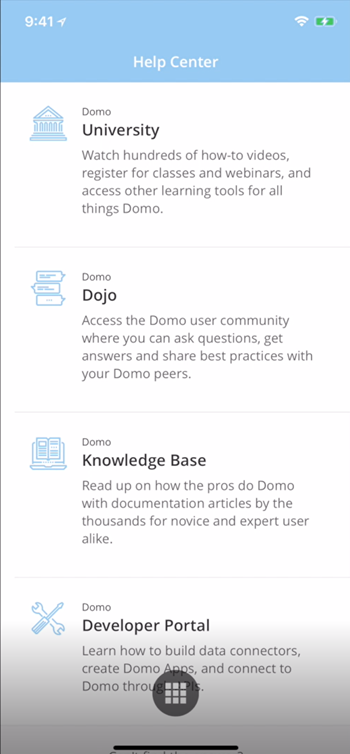 9:41
Help Center
Domo
University
Watch hundreds of how-to videos,
register for classes and webinars, and
access other learning tools for all
things Domo.
Domo
Dojo
Access the Domo user community
where you can ask questions, get
answers and share best practices with
your Domo peers.
Domo
Knowledge Base
Read up on how the pros do Domo
with documentation articles by the
thousands for novice and expert user
alike.
Domo
Developer Portal
Learn how to build data connectors,
create Domo Apps, and connect to
Domo through